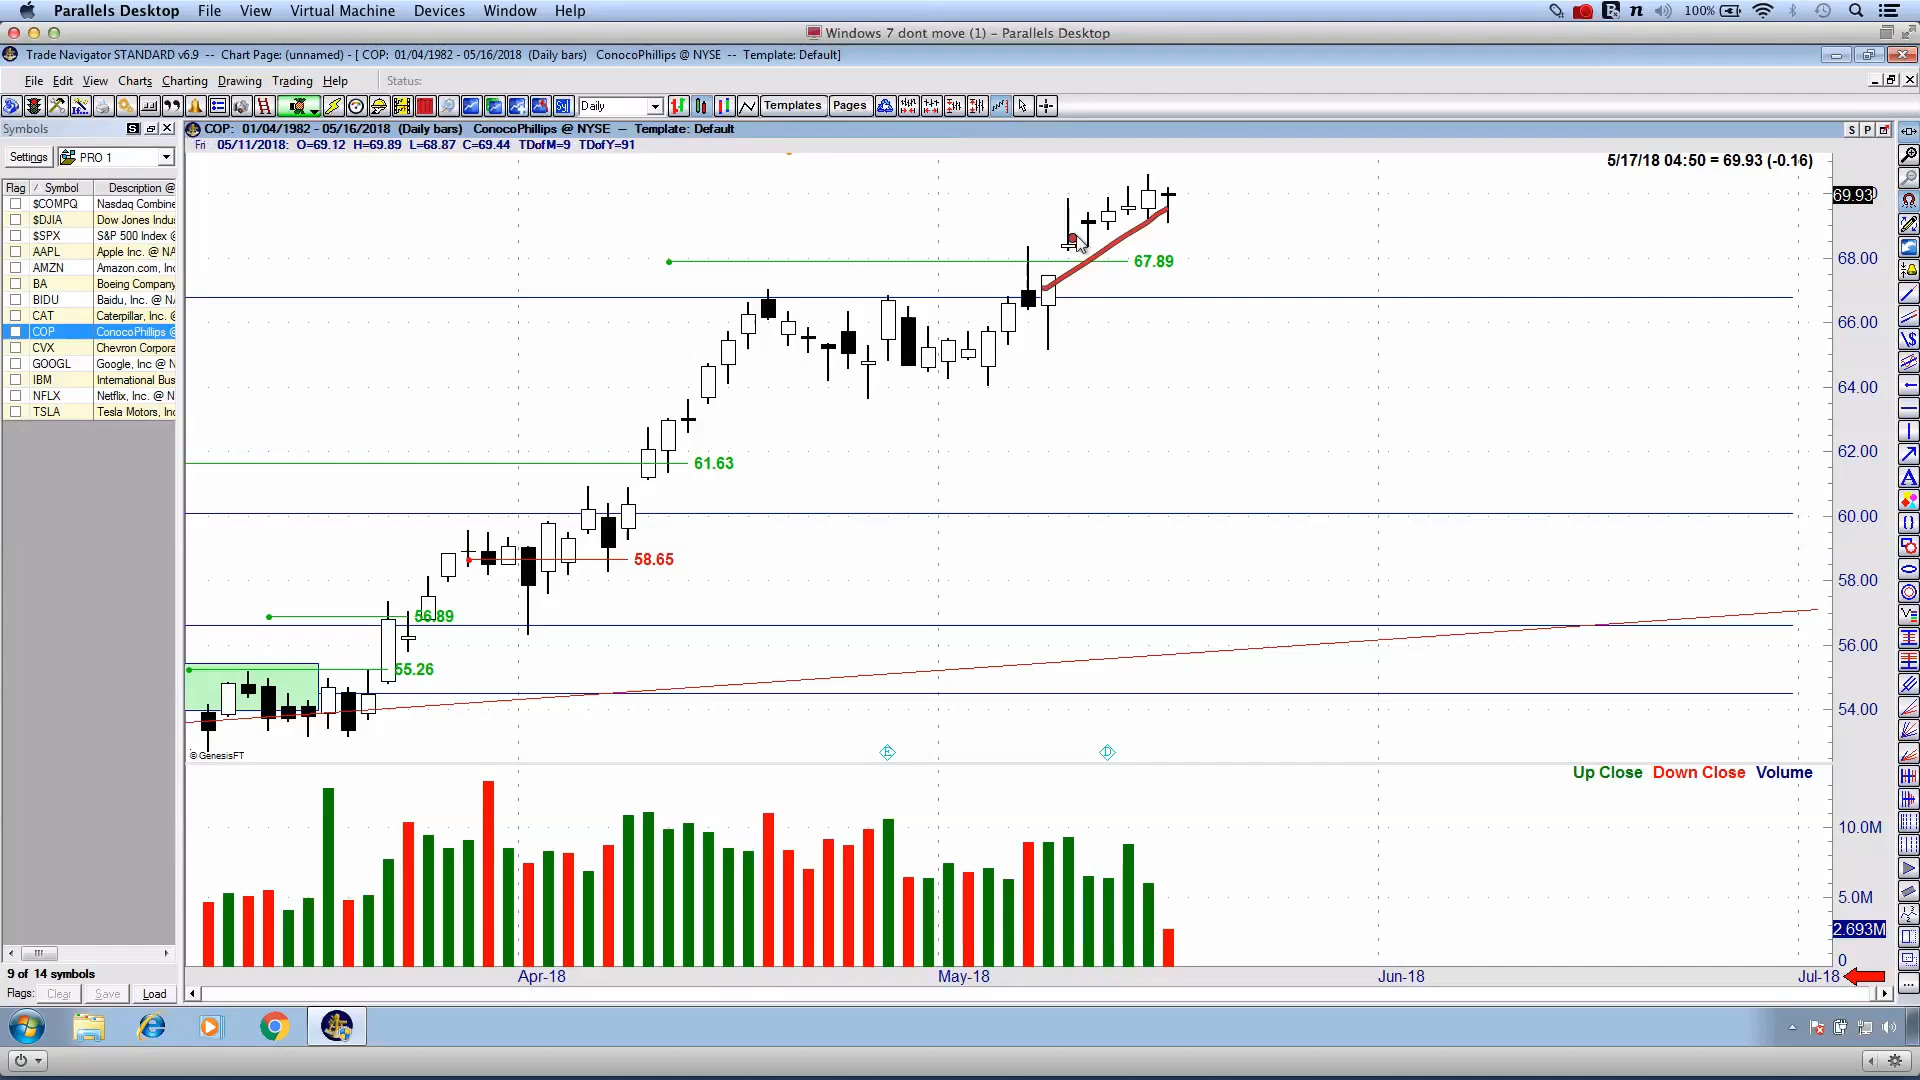 Parallels Desktop File View Virtual Machine Devices Window Help 100%
Windows 7 dont move (1) - Parallels Desktop
Trade Navigator STANDARD v6.9 -- Chart Page: (unnamed) - [ COP: 01/04/1982 - 05/16/2018 (Daily bars) ConocoPhillips @ NYSE -- Template: Default]
File Edit View Charts Charting Drawing Trading Help Status:
Daily Templates Pages
Symbols S
COP: 01/04/1982 - 05/16/2018 (Daily bars) ConocoPhillips @ NYSE -- Template: Default S P
Fri 05/11/2018: O=69.12 H=69.89 L=68.87 C=69.44 TDofM=9 TDofY=91
Settings PRO 1
5/17/18 04:50 = 69.93 (-0.16)
Flag Symbol Description @
$COMPQ Nasdaq Combine
$DJIA Dow Jones Indus
$SPX S&P 500 Index @
AAPL Apple Inc. @ NA
AMZN Amazon.com, Inc
BA Boeing Company
BIDU Baidu, Inc. @ NA
CAT Caterpillar, Inc. @
COP ConocoPhillips @
CVX Chevron Corpora
GOOGL Google, Inc @ N
IBM International Bus
NFLX Netflix, Inc. @ N
TSLA Tesla Motors, Inc
69.93
68.00
66.00
64.00
62.00
60.00
58.00
56.00
54.00
67.89
61.63
58.65
56.89
55.26
© GenesisFT
E D
Up Close Down Close Volume
10.0M
5.0M
2.693M
0
Apr-18 May-18 Jun-18 Jul-18
9 of 14 symbols
Flags: Clear Save Load